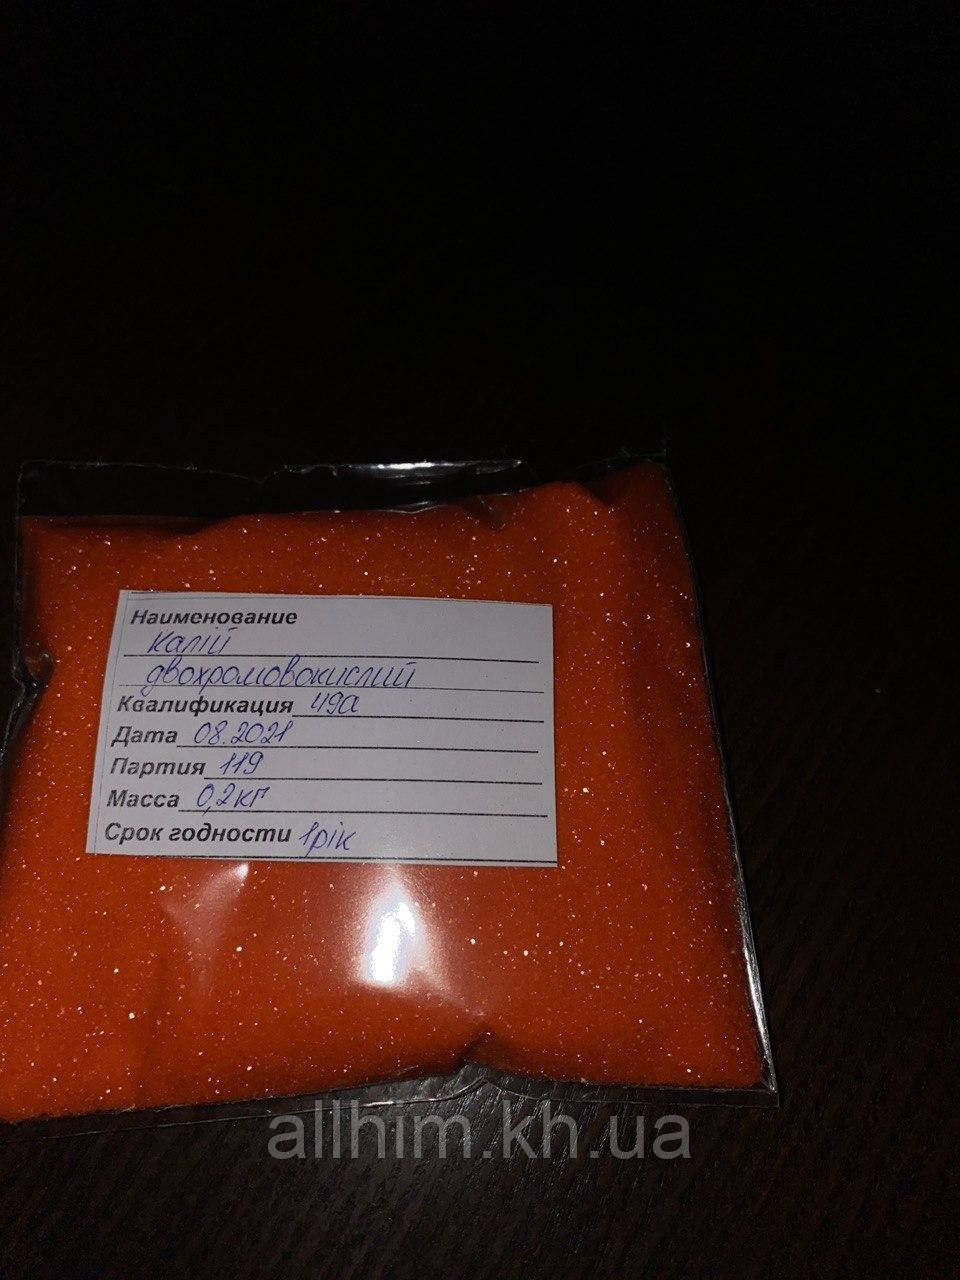 Наименование
калій
двохромовокислий
Квалификация ЧДА
Дата 08.2021
Партия 119
Масса 0,2кг
Срок годности 1рік
allhim.kh.ua